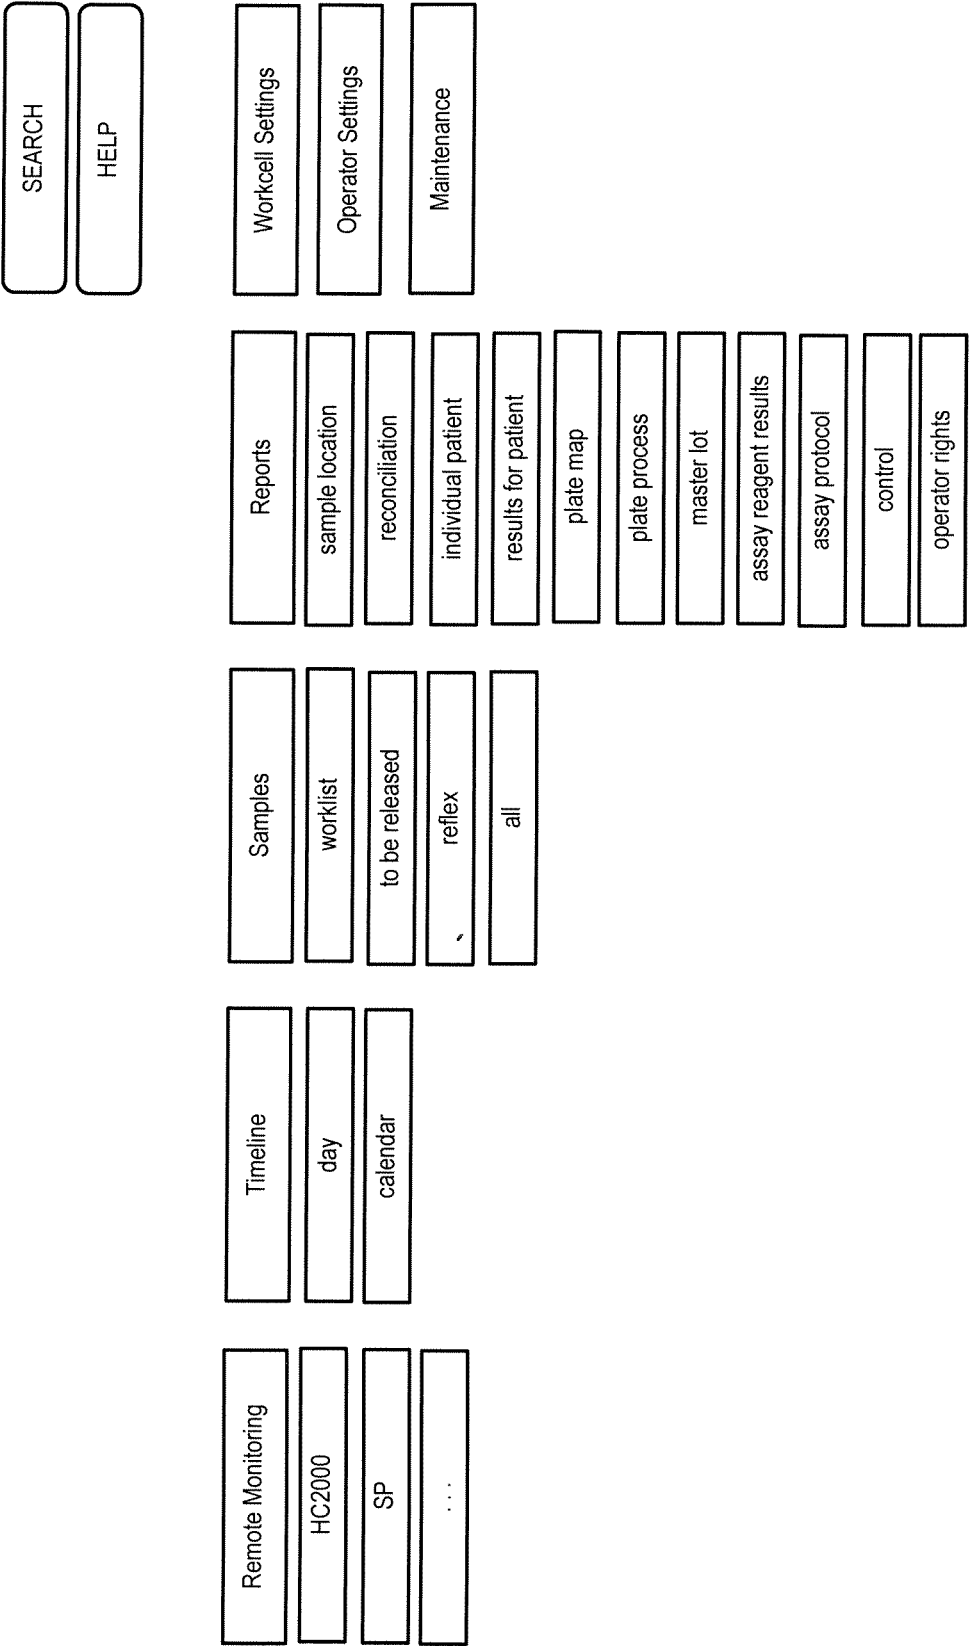 SEARCH
HELP
Remote Monitoring
HC2000
SP
...
Timeline
day
calendar
Samples
worklist
to be released
reflex
all
Reports
sample location
reconciliation
individual patient
results for patient
plate map
plate process
master lot
assay reagent results
assay protocol
control
operator rights
Workcell Settings
Operator Settings
Maintenance